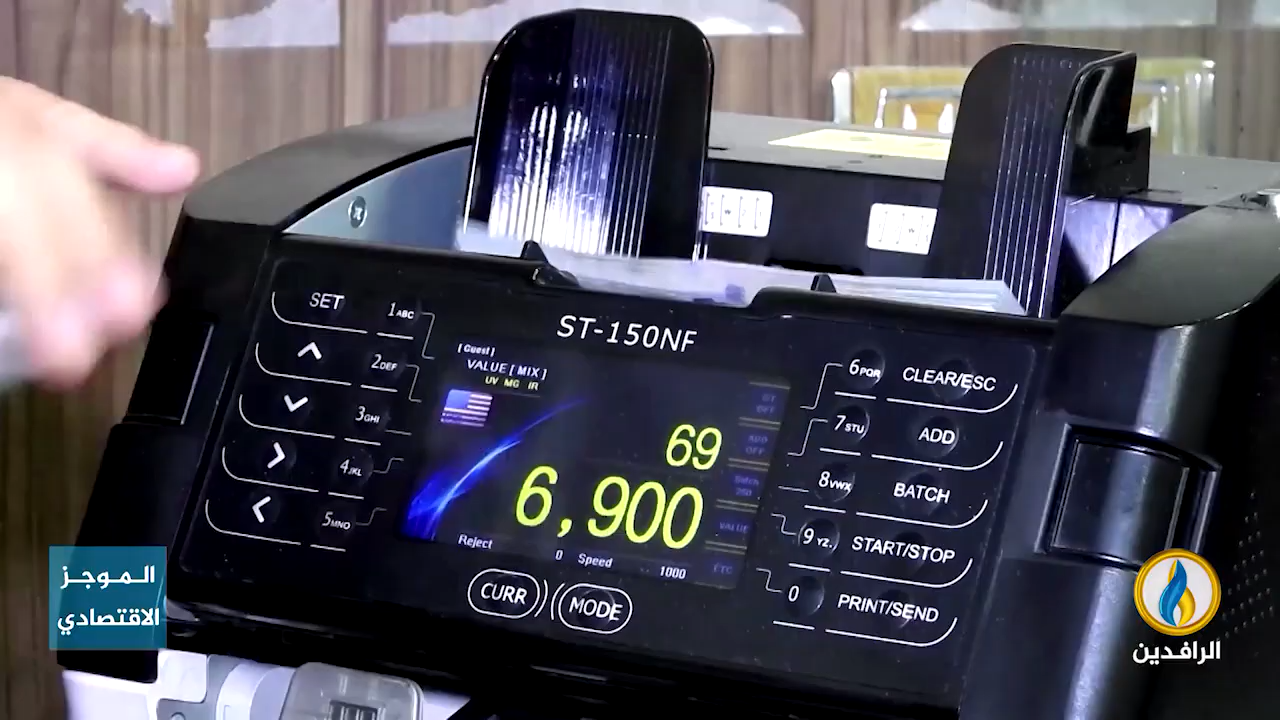 ST-150NF
SET
1ABC
2DEF
3GHI
4JKL
5MNO
[ Guest ]
VALUE [ MIX ]
UV MG IR
69
6,900
Reject
0
Speed
1000
VALUE
CURR
MODE
6PQR
CLEAR/ESC
7STU
ADD
8VWX
BATCH
9YZ.
START/STOP
0
PRINT/SEND
الموجز
الاقتصادي
الرافدين